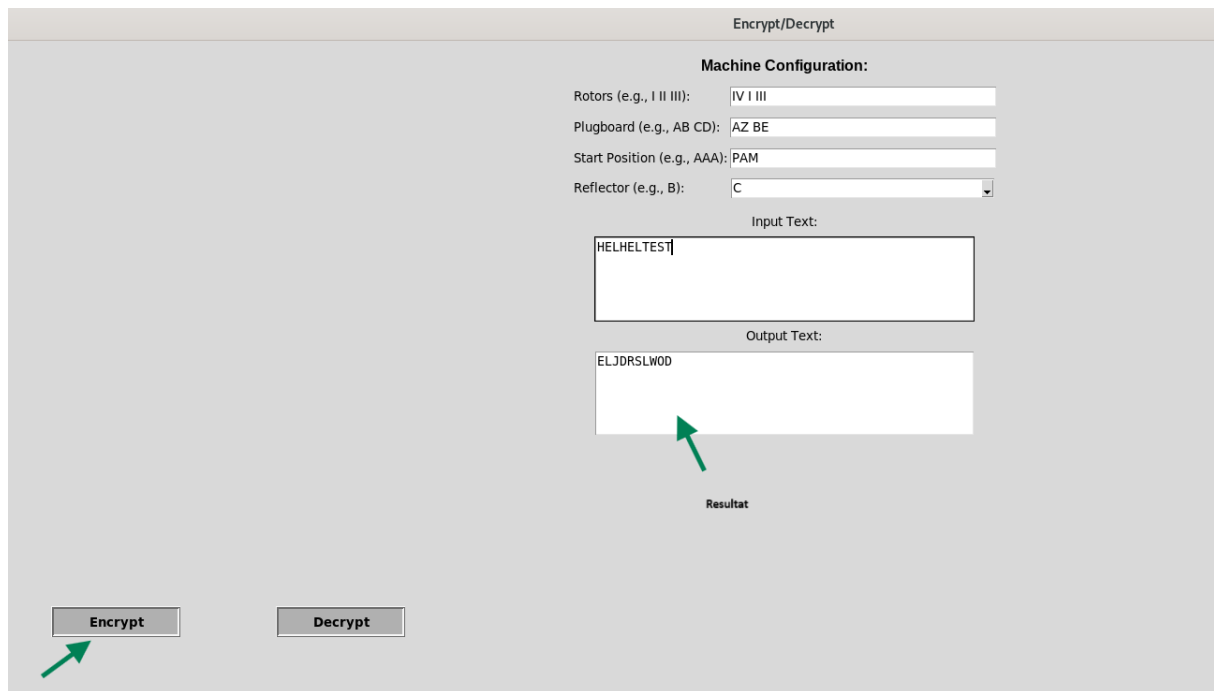 Encrypt/Decrypt
Machine Configuration:
Rotors (e.g., I II III): IV I III
Plugboard (e.g., AB CD): AZ BE
Start Position (e.g., AAA): PAM
Reflector (e.g., B): C
Input Text:
HELHELTEST
Output Text:
ELJDRSLWOD
Resultat
Encrypt Decrypt